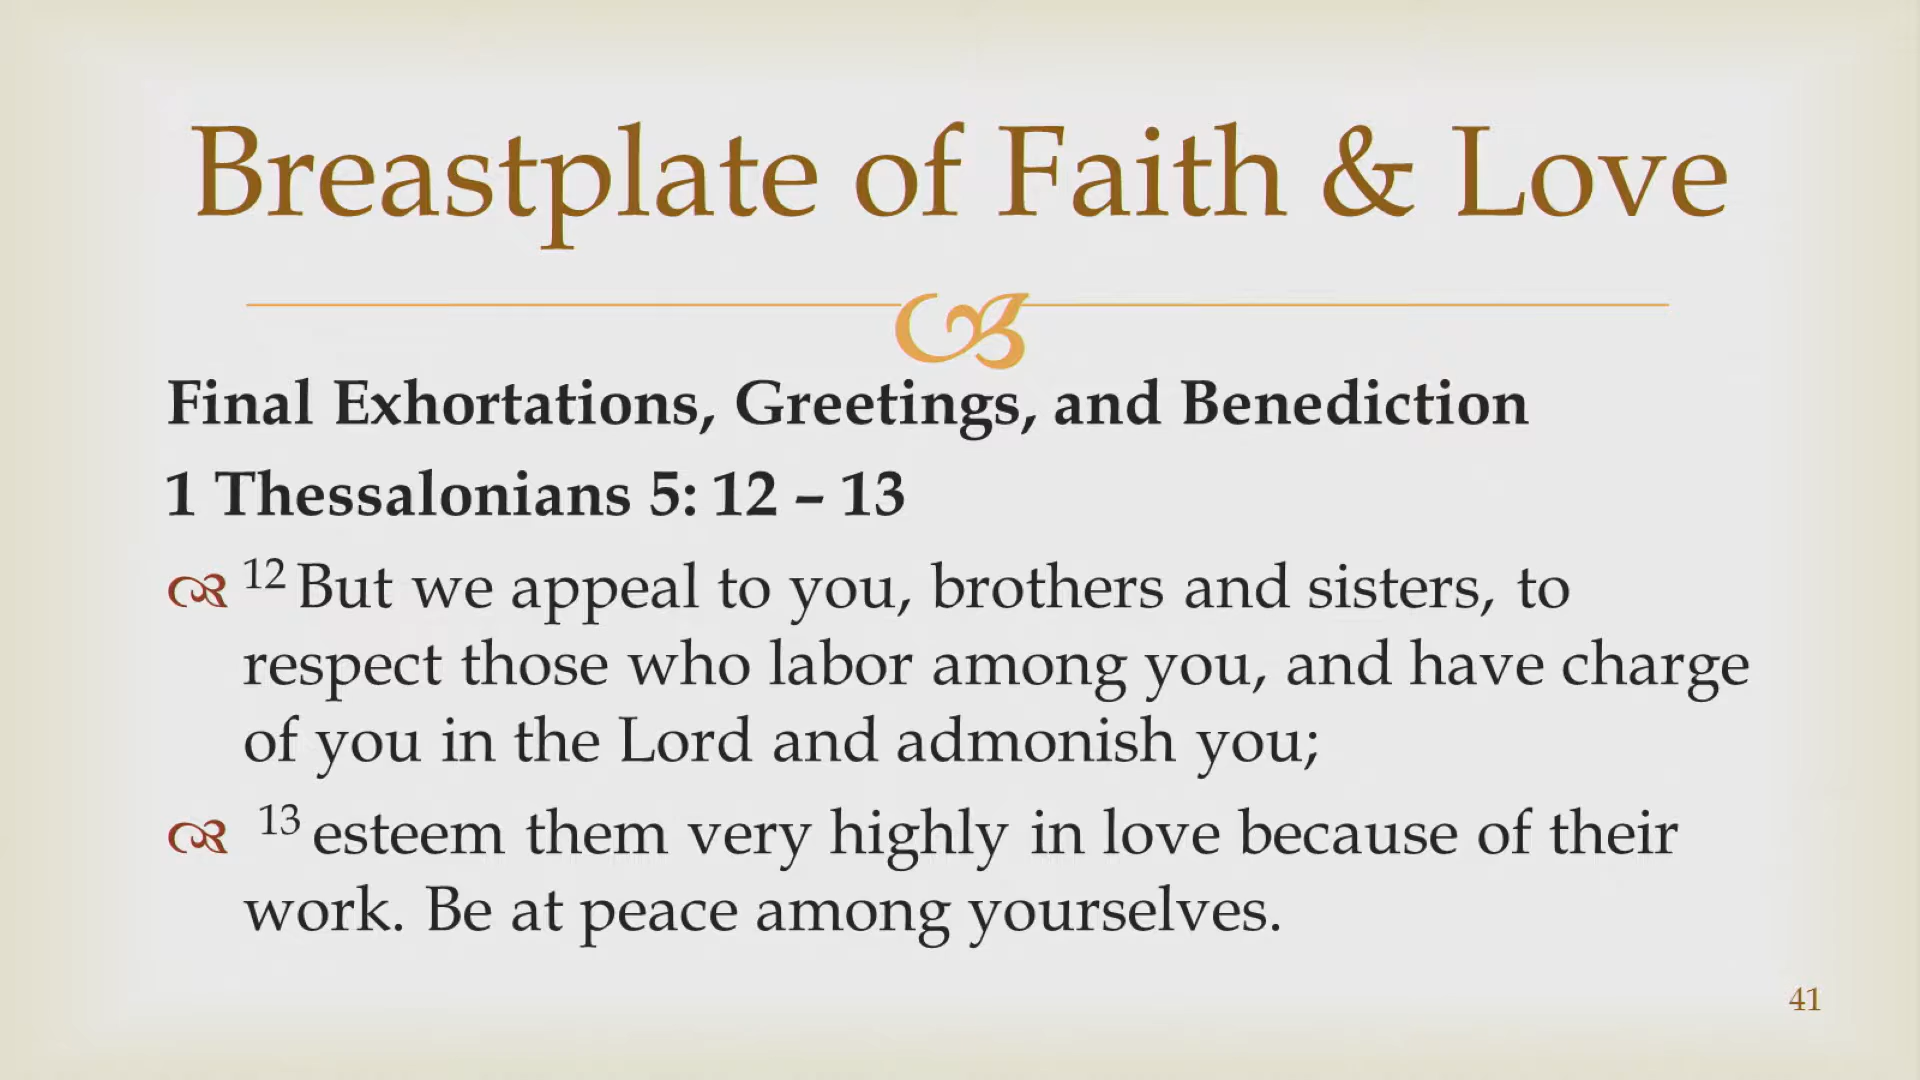 Breastplate of Faith & Love
Final Exhortations, Greetings, and Benediction
1 Thessalonians 5: 12 – 13
12 But we appeal to you, brothers and sisters, to
respect those who labor among you, and have charge
of you in the Lord and admonish you;
13 esteem them very highly in love because of their
work. Be at peace among yourselves.
41